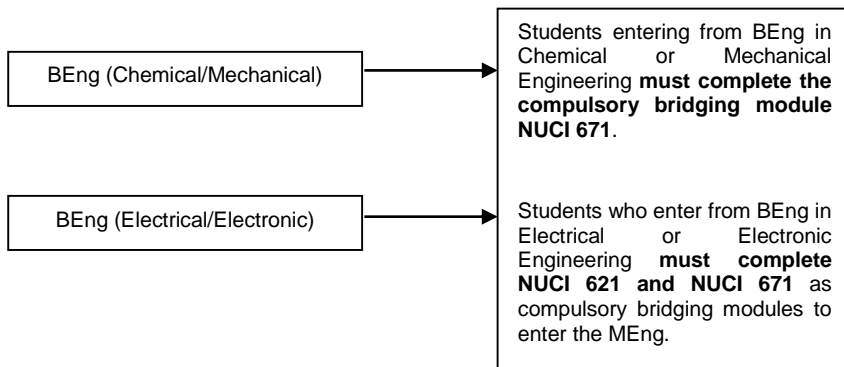 BEng (Chemical/Mechanical)
Students entering from BEng in
Chemical or Mechanical
Engineering must complete the
compulsory bridging module
NUCI 671.
BEng (Electrical/Electronic)
Students who enter from BEng in
Electrical or Electronic
Engineering must complete
NUCI 621 and NUCI 671 as
compulsory bridging modules to
enter the MEng.